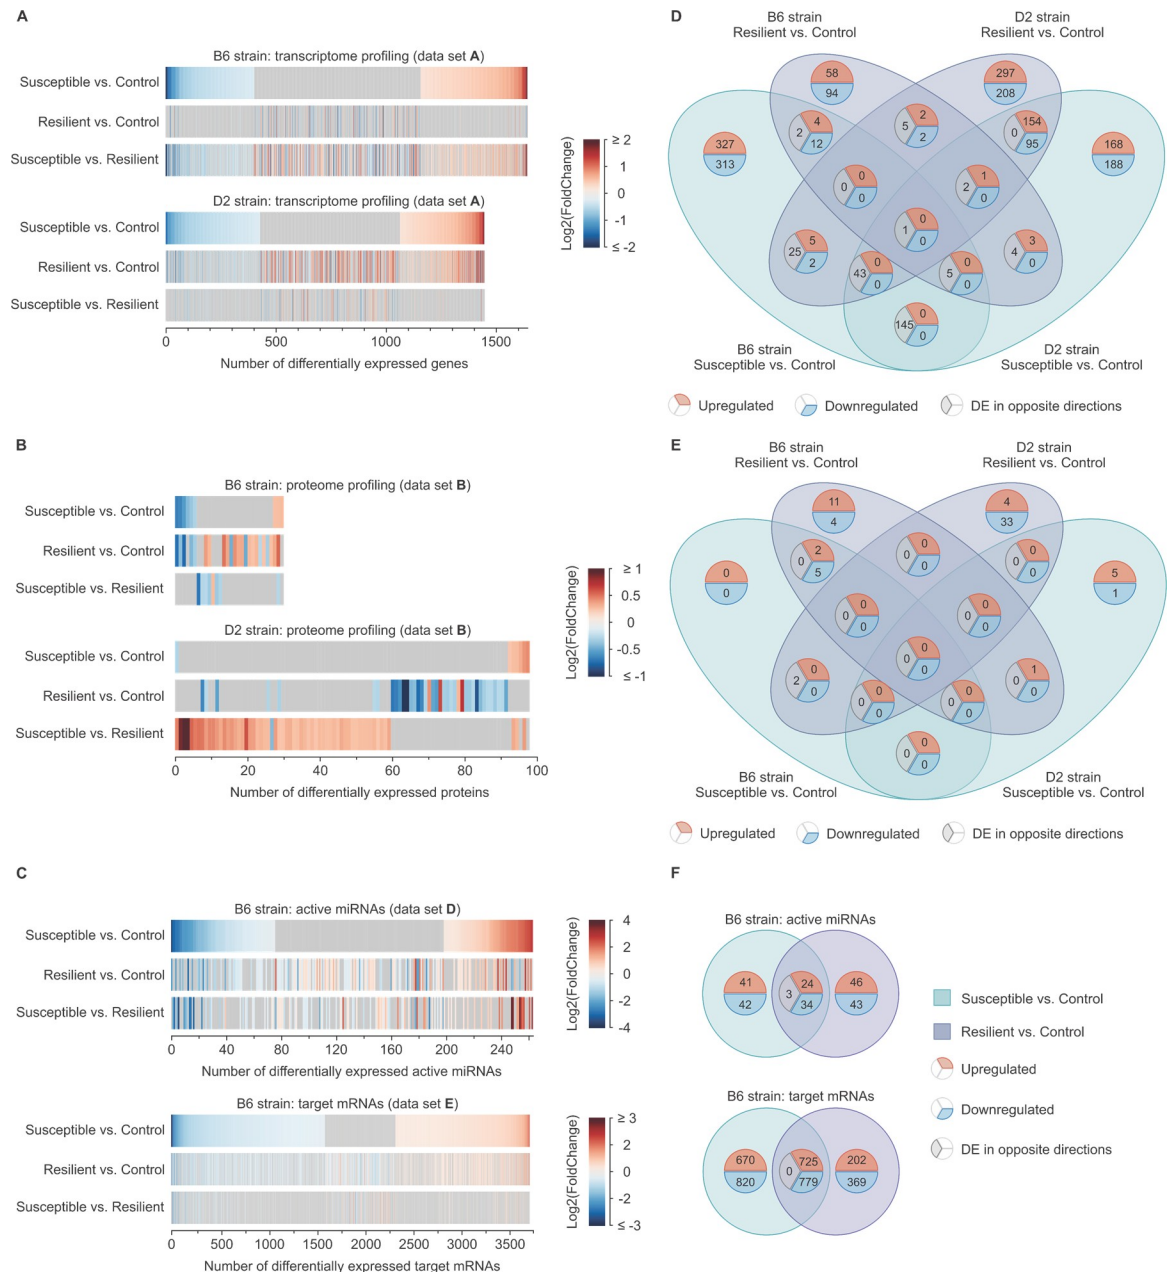 A
B6 strain: transcriptome profiling (data set A)
Susceptible vs. Control
Resilient vs. Control
Susceptible vs. Resilient
D2 strain: transcriptome profiling (data set A)
Susceptible vs. Control
Resilient vs. Control
Susceptible vs. Resilient
0 500 1000 1500
Number of differentially expressed genes
Log2(FoldChange)
≥ 2
1
0
-1
≤ -2
B
B6 strain: proteome profiling (data set B)
Susceptible vs. Control
Resilient vs. Control
Susceptible vs. Resilient
D2 strain: proteome profiling (data set B)
Susceptible vs. Control
Resilient vs. Control
Susceptible vs. Resilient
0 20 40 60 80 100
Number of differentially expressed proteins
Log2(FoldChange)
≥ 1
0.5
0
-0.5
≤ -1
C
B6 strain: active miRNAs (data set D)
Susceptible vs. Control
Resilient vs. Control
Susceptible vs. Resilient
0 40 80 120 160 200 240
Number of differentially expressed active miRNAs
Log2(FoldChange)
4
2
0
-2
-4
B6 strain: target mRNAs (data set E)
Susceptible vs. Control
Resilient vs. Control
Susceptible vs. Resilient
0 500 1000 1500 2000 2500 3000 3500
Number of differentially expressed target mRNAs
Log2(FoldChange)
≥ 3
2
0
-2
≤ -3
D
B6 strain
Resilient vs. Control
D2 strain
Resilient vs. Control
58
94
297
208
327
313
2 4
12
5 2
2
0 154
95
168
188
0 0
0
2 1
0
1 0
0
25 5
2
43 0
0
5 0
0
4 3
0
145 0
0
B6 strain
Susceptible vs. Control
D2 strain
Susceptible vs. Control
Upregulated
Downregulated
DE in opposite directions
E
B6 strain
Resilient vs. Control
D2 strain
Resilient vs. Control
11
4
4
33
0
0
0 2
5
0 0
0
0 0
0
5
1
0 0
0
0 0
0
0 0
0
2 0
0
0 0
0
0 0
0
0 1
0
0 0
0
B6 strain
Susceptible vs. Control
D2 strain
Susceptible vs. Control
Upregulated
Downregulated
DE in opposite directions
F
B6 strain: active miRNAs
41
42
3 24
34
46
43
B6 strain: target mRNAs
670
820
0 725
779
202
369
Susceptible vs. Control
Resilient vs. Control
Upregulated
Downregulated
DE in opposite directions